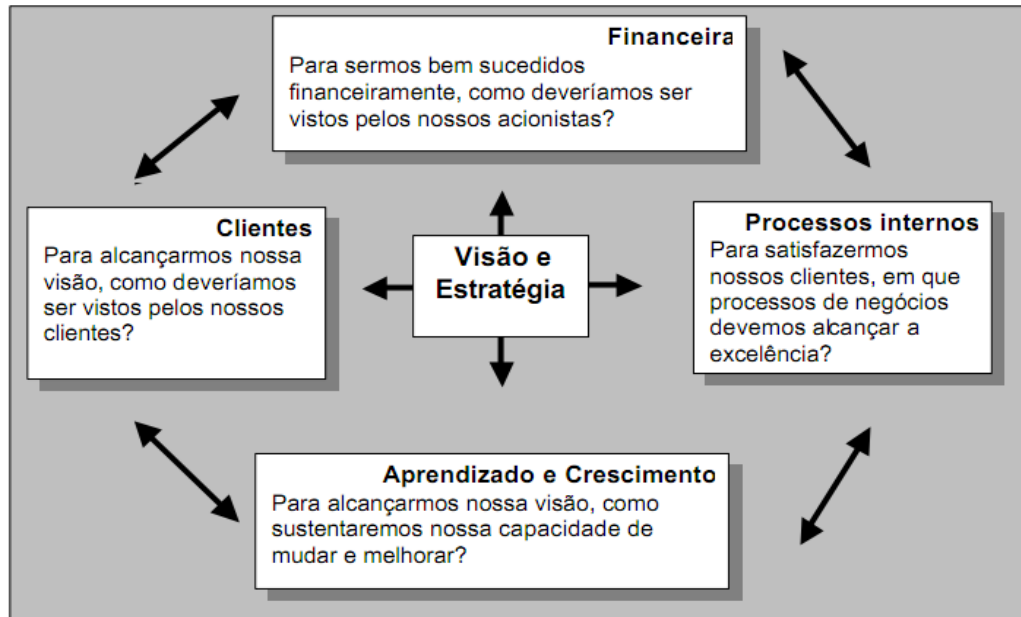 Financeira
Para sermos bem sucedidos
financeiramente, como deveríamos ser
vistos pelos nossos acionistas?
Clientes
Para alcançarmos nossa
visão, como deveríamos
ser vistos pelos nossos
clientes?
Visão e
Estratégia
Processos internos
Para satisfazermos
nossos clientes, em que
processos de negócios
devemos alcançar a
excelência?
Aprendizado e Crescimento
Para alcançarmos nossa visão, como
sustentaremos nossa capacidade de
mudar e melhorar?